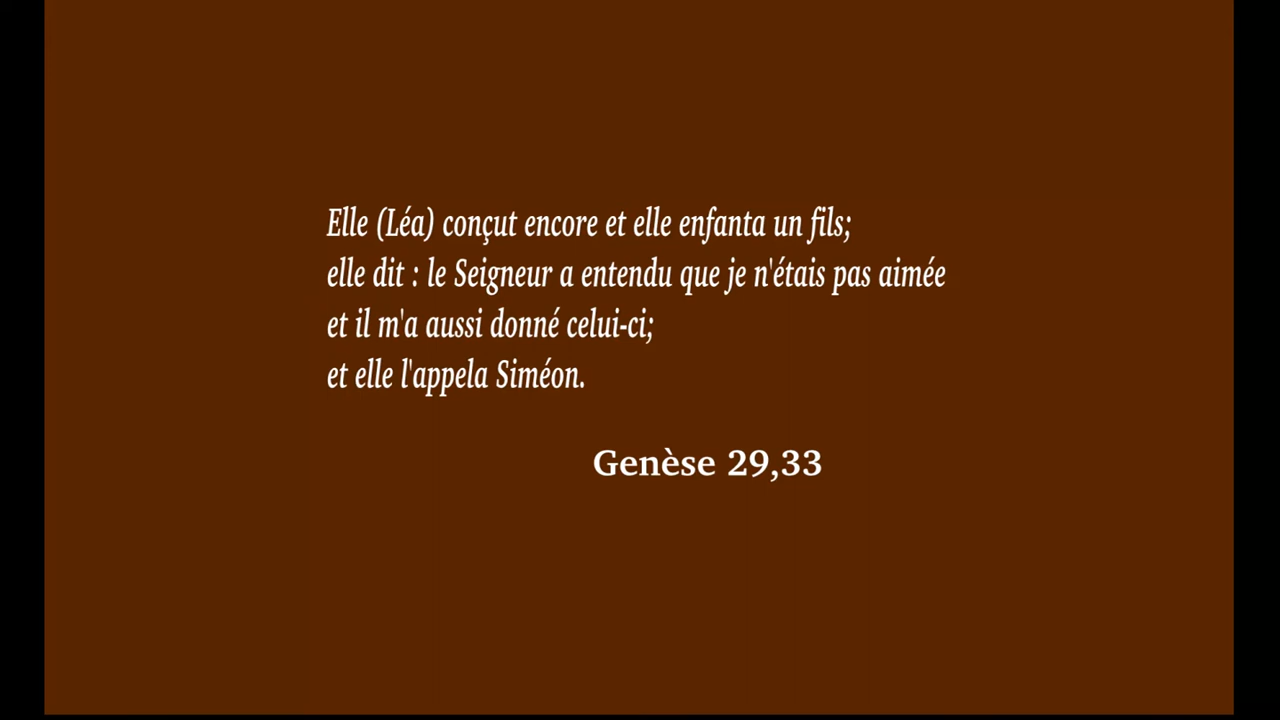 Elle (Léa) conçut encore et elle enfanta un fils;
elle dit : le Seigneur a entendu que je n'étais pas aimée
et il m'a aussi donné celui-ci;
et elle l'appela Siméon.
Genèse 29,33